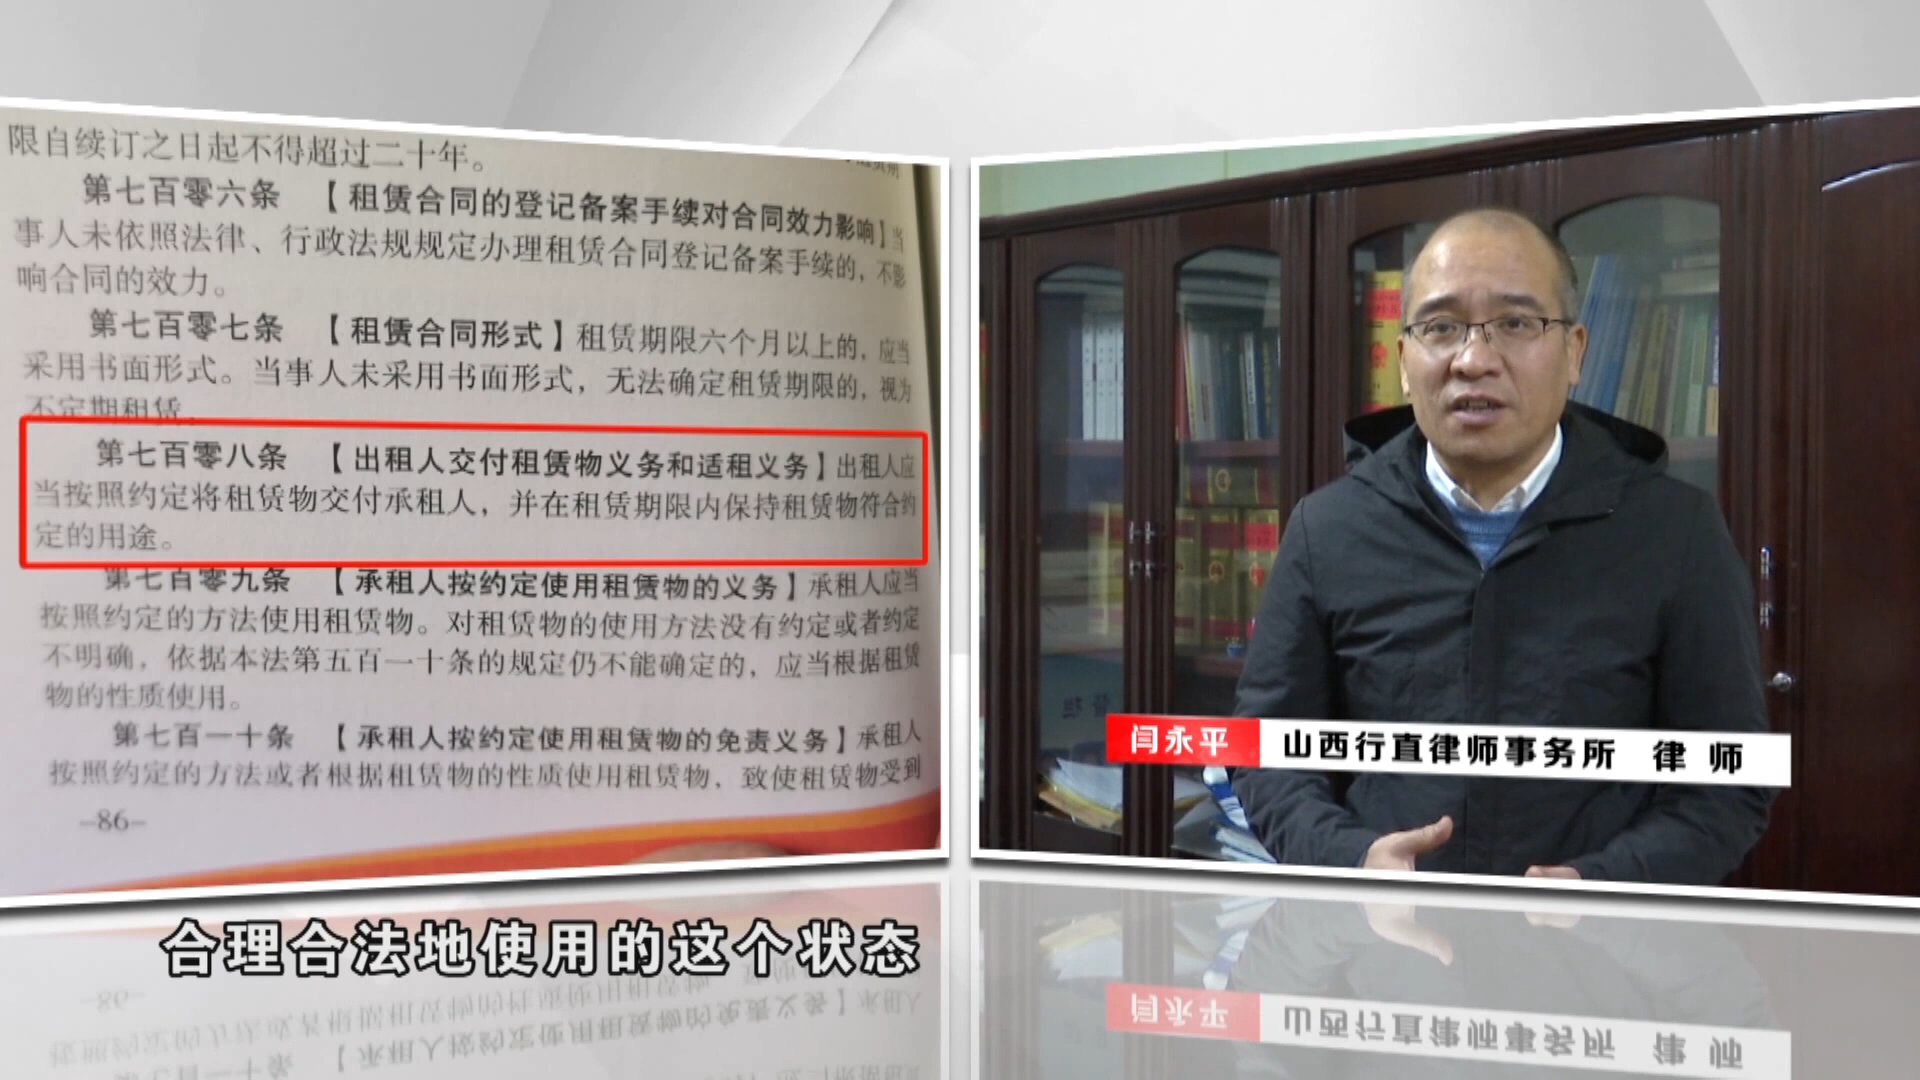 限自续订之日起不得超过二十年。
第七百零六条 【租赁合同的登记备案手续对合同效力影响】当
事人未依照法律、行政法规规定办理租赁合同登记备案手续的，不影
响合同的效力。
第七百零七条 【租赁合同形式】租赁期限六个月以上的，应当
采用书面形式。当事人未采用书面形式，无法确定租赁期限的，视为
不定期租赁。
第七百零八条 【出租人交付租赁物义务和适租义务】出租人应
当按照约定将租赁物交付承租人，并在租赁期限内保持租赁物符合约
定的用途。
第七百零九条 【承租人按约定使用租赁物的义务】承租人应当
按照约定的方法使用租赁物。对租赁物的使用方法没有约定或者约定
不明确，依据本法第五百一十条的规定仍不能确定的，应当根据租赁
物的性质使用。
第七百一十条 【承租人按约定使用租赁物的免责义务】承租人
按照约定的方法或者根据租赁物的性质使用租赁物，致使租赁物受到
–86–
闫永平
山西行直律师事务所 律 师
合理合法地使用的这个状态